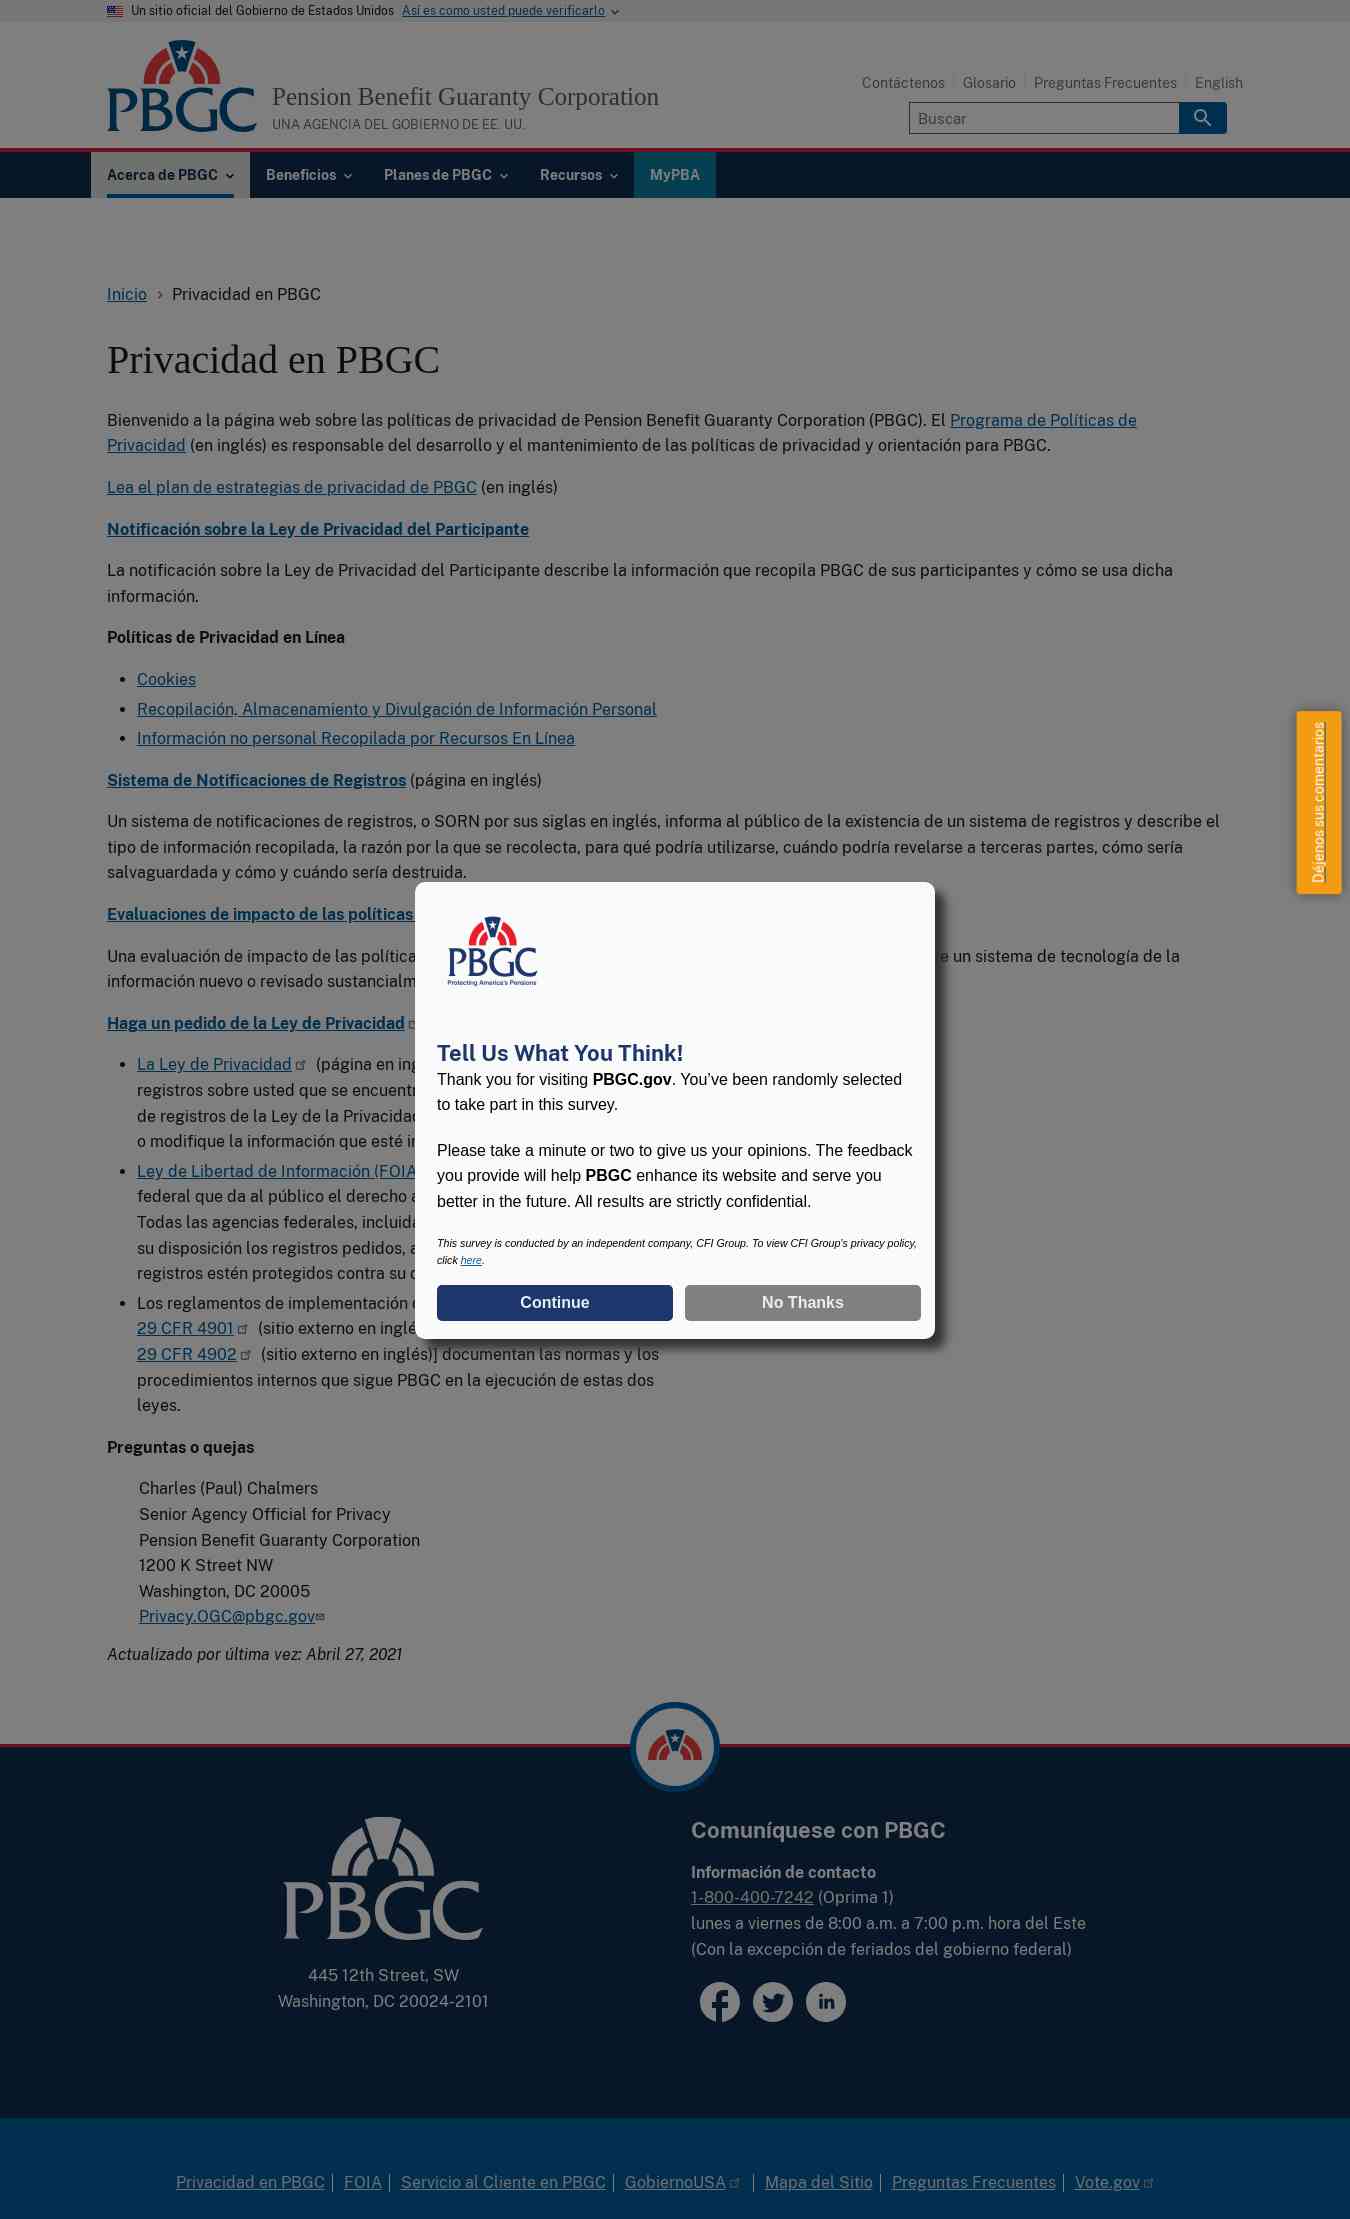 Un sitio oficial del Gobierno de Estados Unidos Así es como usted puede verificarlo
PBGC
Pension Benefit Guaranty Corporation
UNA AGENCIA DEL GOBIERNO DE EE. UU.
Contáctenos Glosario Preguntas Frecuentes English
Buscar
Acerca de PBGC Beneficios Planes de PBGC Recursos MyPBA
Inicio Privacidad en PBGC
Privacidad en PBGC
Bienvenido a la página web sobre las políticas de privacidad de Pension Benefit Guaranty Corporation (PBGC). El Programa de Políticas de
Privacidad (en inglés) es responsable del desarrollo y el mantenimiento de las políticas de privacidad y orientación para PBGC.
Lea el plan de estrategias de privacidad de PBGC (en inglés)
Notificación sobre la Ley de Privacidad del Participante
La notificación sobre la Ley de Privacidad del Participante describe la información que recopila PBGC de sus participantes y cómo se usa dicha
información.
Políticas de Privacidad en Línea
Cookies
Recopilación, Almacenamiento y Divulgación de Información Personal
Información no personal Recopilada por Recursos En Línea
Sistema de Notificaciones de Registros (página en inglés)
Un sistema de notificaciones de registros, o SORN por sus siglas en inglés, informa al público de la existencia de un sistema de registros y describe el
tipo de información recopilada, la razón por la que se recolecta, para qué podría utilizarse, cuándo podría revelarse a terceras partes, cómo sería
salvaguardada y cómo y cuándo sería destruida.
Evaluaciones de impacto de las políticas
Una evaluación de impacto de las política e un sistema de tecnología de la
información nuevo o revisado sustancialm
Haga un pedido de la Ley de Privacidad
La Ley de Privacidad (página en ing
registros sobre usted que se encuentr
de registros de la Ley de la Privacidad
o modifique la información que esté in
Ley de Libertad de Información (FOIA
federal que da al público el derecho a
Todas las agencias federales, incluida
su disposición los registros pedidos, a
registros estén protegidos contra su d
Los reglamentos de implementación
29 CFR 4901 (sitio externo en inglé
29 CFR 4902 (sitio externo en inglés)] documentan las normas y los
procedimientos internos que sigue PBGC en la ejecución de estas dos
leyes.
Preguntas o quejas
Charles (Paul) Chalmers
Senior Agency Official for Privacy
Pension Benefit Guaranty Corporation
1200 K Street NW
Washington, DC 20005
Privacy.OGC@pbgc.gov
Actualizado por última vez: Abril 27, 2021
Déjenos sus comentarios
PBGC
Protecting America's Pensions
Tell Us What You Think!
Thank you for visiting PBGC.gov. You’ve been randomly selected
to take part in this survey.
Please take a minute or two to give us your opinions. The feedback
you provide will help PBGC enhance its website and serve you
better in the future. All results are strictly confidential.
This survey is conducted by an independent company, CFI Group. To view CFI Group's privacy policy,
click here.
Continue No Thanks
PBGC
445 12th Street, SW
Washington, DC 20024-2101
Comuníquese con PBGC
Información de contacto
1-800-400-7242 (Oprima 1)
lunes a viernes de 8:00 a.m. a 7:00 p.m. hora del Este
(Con la excepción de feriados del gobierno federal)
in
Privacidad en PBGC FOIA Servicio al Cliente en PBGC GobiernoUSA Mapa del Sitio Preguntas Frecuentes Vote.gov